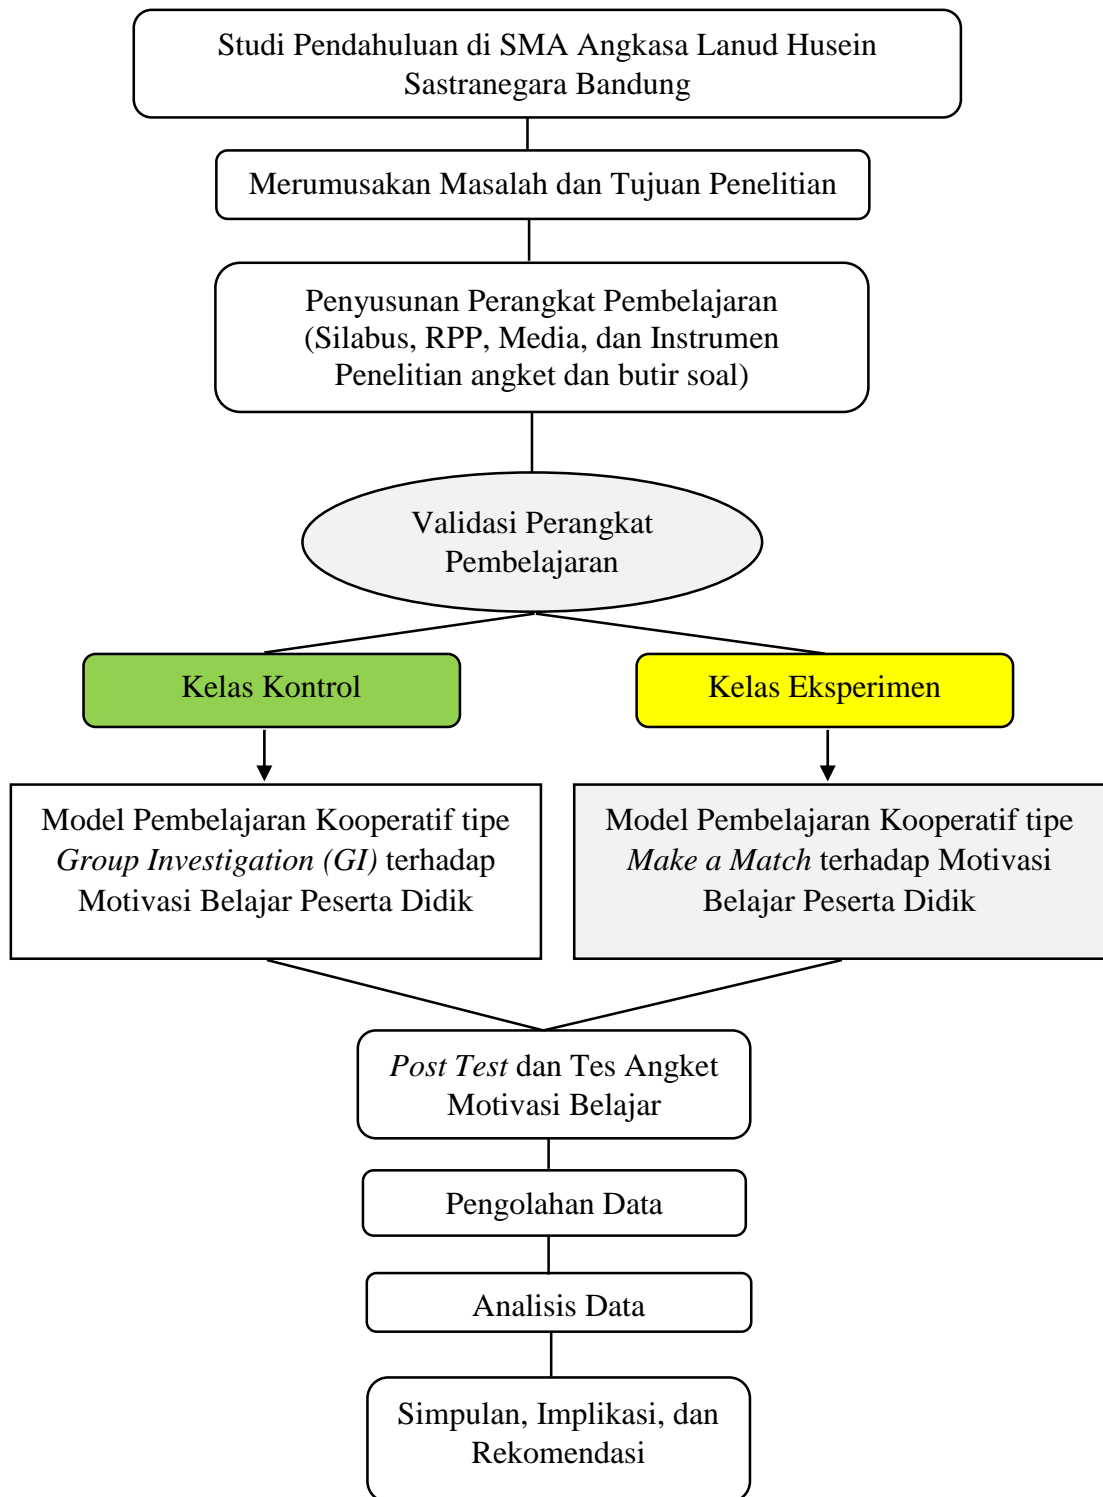 Studi Pendahuluan di SMA Angkasa Lanud Husein
Sastranegara Bandung
Merumusakan Masalah dan Tujuan Penelitian
Penyusunan Perangkat Pembelajaran
(Silabus, RPP, Media, dan Instrumen
Penelitian angket dan butir soal)
Validasi Perangkat
Pembelajaran
Kelas Kontrol
Kelas Eksperimen
Model Pembelajaran Kooperatif tipe
Group Investigation (GI) terhadap
Motivasi Belajar Peserta Didik
Model Pembelajaran Kooperatif tipe
Make a Match terhadap Motivasi
Belajar Peserta Didik
Post Test dan Tes Angket
Motivasi Belajar
Pengolahan Data
Analisis Data
Simpulan, Implikasi, dan
Rekomendasi